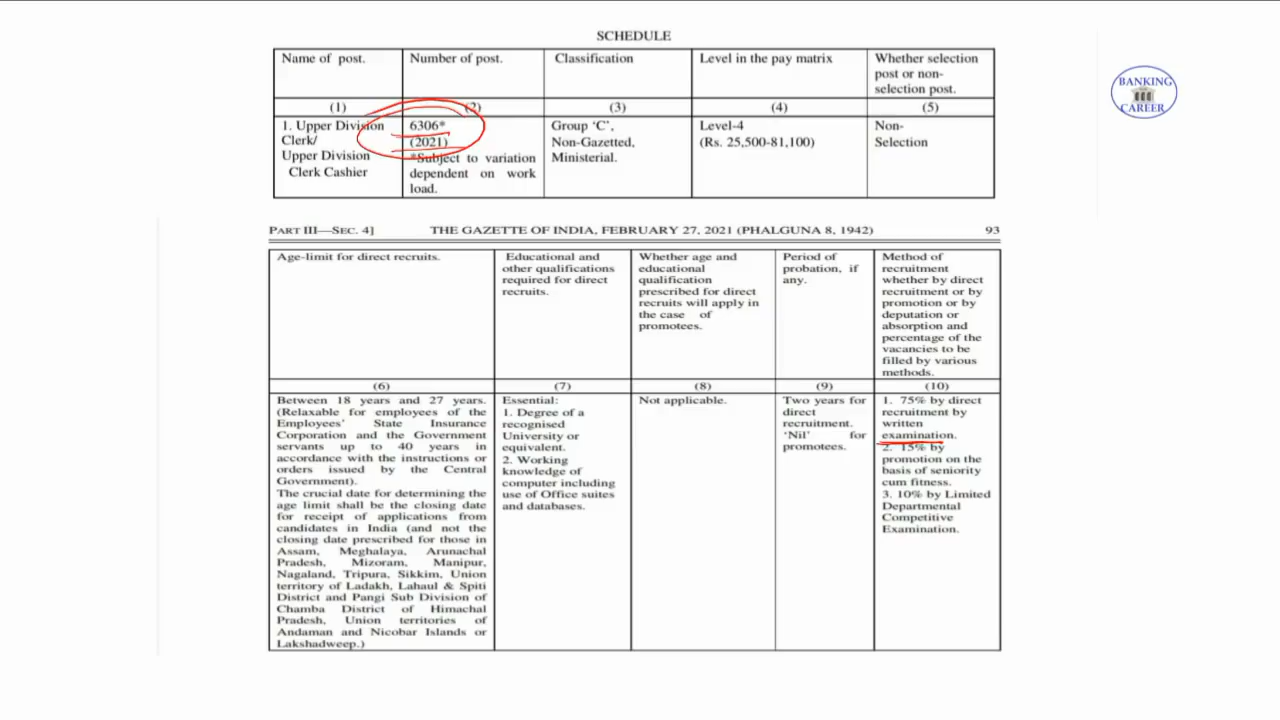 SCHEDULE
BANKING
CAREER
Name of post.
Number of post.
Classification
Level in the pay matrix
Whether selection
post or non-
selection post.
(1)
(2)
(3)
(4)
(5)
1. Upper Division
Clerk/
Upper Division
Clerk Cashier
6306*
(2021)
*Subject to variation
dependent on work
load.
Group ‘C’,
Non-Gazetted,
Ministerial.
Level-4
(Rs. 25,500-81,100)
Non-
Selection
PART III—SEC. 4] THE GAZETTE OF INDIA, FEBRUARY 27, 2021 (PHALGUNA 8, 1942) 93
Age-limit for direct recruits.
Educational and
other qualifications
required for direct
recruits.
Whether age and
educational
qualification
prescribed for direct
recruits will apply in
the case of
promotees.
Period of
probation, if
any.
Method of
recruitment
whether by direct
recruitment or by
promotion or by
deputation or
absorption and
percentage of the
vacancies to be
filled by various
methods.
(6)
(7)
(8)
(9)
(10)
Between 18 years and 27 years.
(Relaxable for employees of the
Employees’ State Insurance
Corporation and the Government
servants up to 40 years in
accordance with the instructions or
orders issued by the Central
Government).
The crucial date for determining the
age limit shall be the closing date
for receipt of applications from
candidates in India (and not the
closing date prescribed for those in
Assam, Meghalaya, Arunachal
Pradesh, Mizoram, Manipur,
Nagaland, Tripura, Sikkim, Union
territory of Ladakh, Lahaul & Spiti
District and Pangi Sub Division of
Chamba District of Himachal
Pradesh, Union territories of
Andaman and Nicobar Islands or
Lakshadweep.)
Essential:
1. Degree of a
recognised
University or
equivalent.
2. Working
knowledge of
computer including
use of Office suites
and databases.
Not applicable.
Two years for
direct
recruitment.
‘Nil’ for
promotees.
1. 75% by direct
recruitment by
written
examination.
2. 15% by
promotion on the
basis of seniority
cum fitness.
3. 10% by Limited
Departmental
Competitive
Examination.